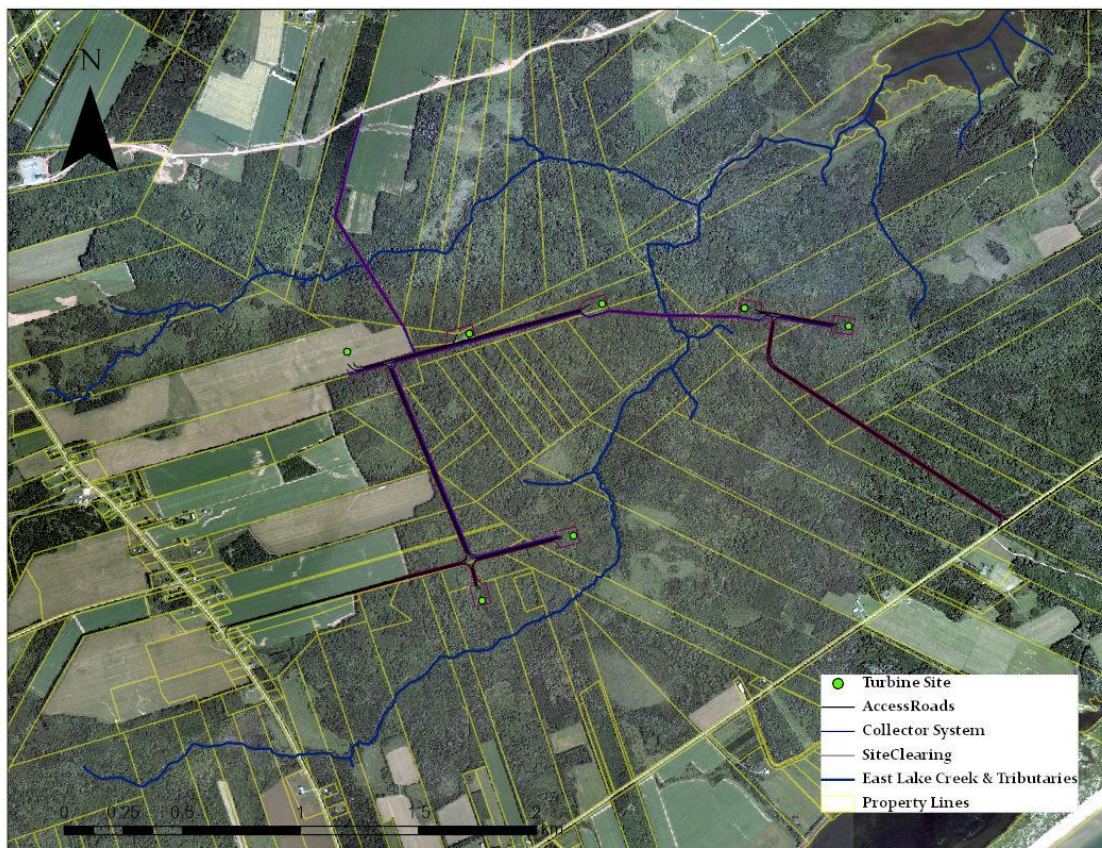 N
Turbine Site
AccessRoads
Collector System
SiteClearing
East Lake Creek & Tributaries
Property Lines
0 0.25 0.5 1 1.5 2
Km